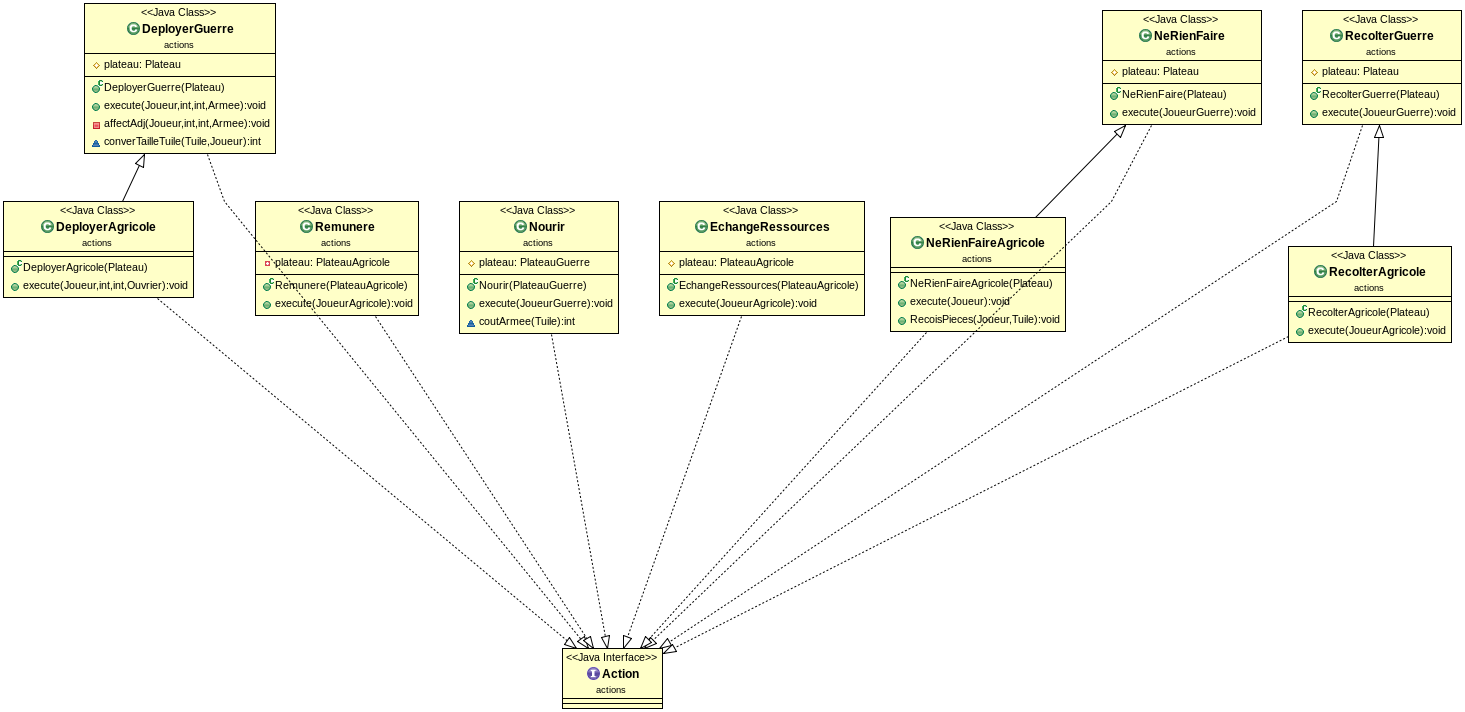 <<Java Class>>
DeployerGuerre
actions
plateau: Plateau
DeployerGuerre(Plateau)
execute(Joueur,int,int,Armee):void
affectAdj(Joueur,int,int,Armee):void
converTailleTuile(Tuile,Joueur):int
<<Java Class>>
NeRienFaire
actions
plateau: Plateau
NeRienFaire(Plateau)
execute(JoueurGuerre):void
<<Java Class>>
RecolterGuerre
actions
plateau: Plateau
RecolterGuerre(Plateau)
execute(JoueurGuerre):void
<<Java Class>>
DeployerAgricole
actions
DeployerAgricole(Plateau)
execute(Joueur,int,int,Ouvrier):void
<<Java Class>>
Remunere
actions
plateau: PlateauAgricole
Remunere(PlateauAgricole)
execute(JoueurAgricole):void
<<Java Class>>
Nourir
actions
plateau: PlateauGuerre
Nourir(PlateauGuerre)
execute(JoueurGuerre):void
coutArmee(Tuile):int
<<Java Class>>
EchangeRessources
actions
plateau: PlateauAgricole
EchangeRessources(PlateauAgricole)
execute(JoueurAgricole):void
<<Java Class>>
NeRienFaireAgricole
actions
NeRienFaireAgricole(Plateau)
execute(Joueur):void
RecoisPieces(Joueur,Tuile):void
<<Java Class>>
RecolterAgricole
actions
RecolterAgricole(Plateau)
execute(JoueurAgricole):void
<<Java Interface>>
Action
actions